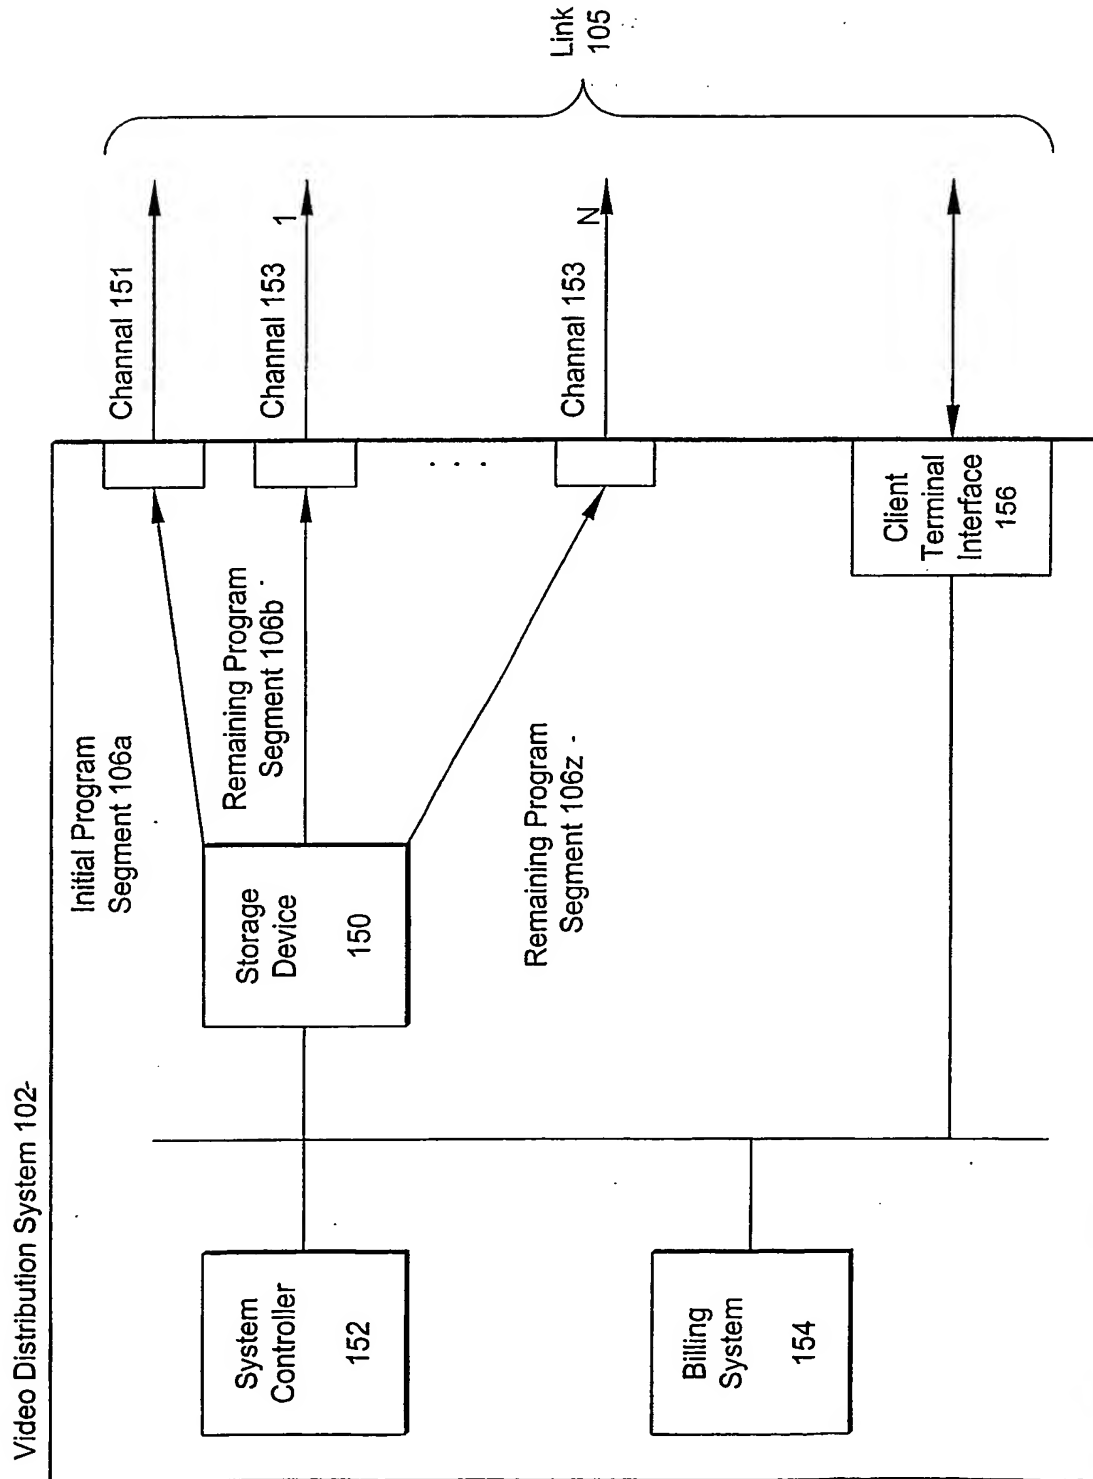 Video Distribution System 102
System
Controller
152
Billing
System
154
Storage
Device
150
Initial Program
Segment 106a
Remaining Program
Segment 106b
Remaining Program
Segment 106z
. . .
Client
Terminal
Interface
156
Channal 151
Channal 153
1
Channal 153
N
Link
105